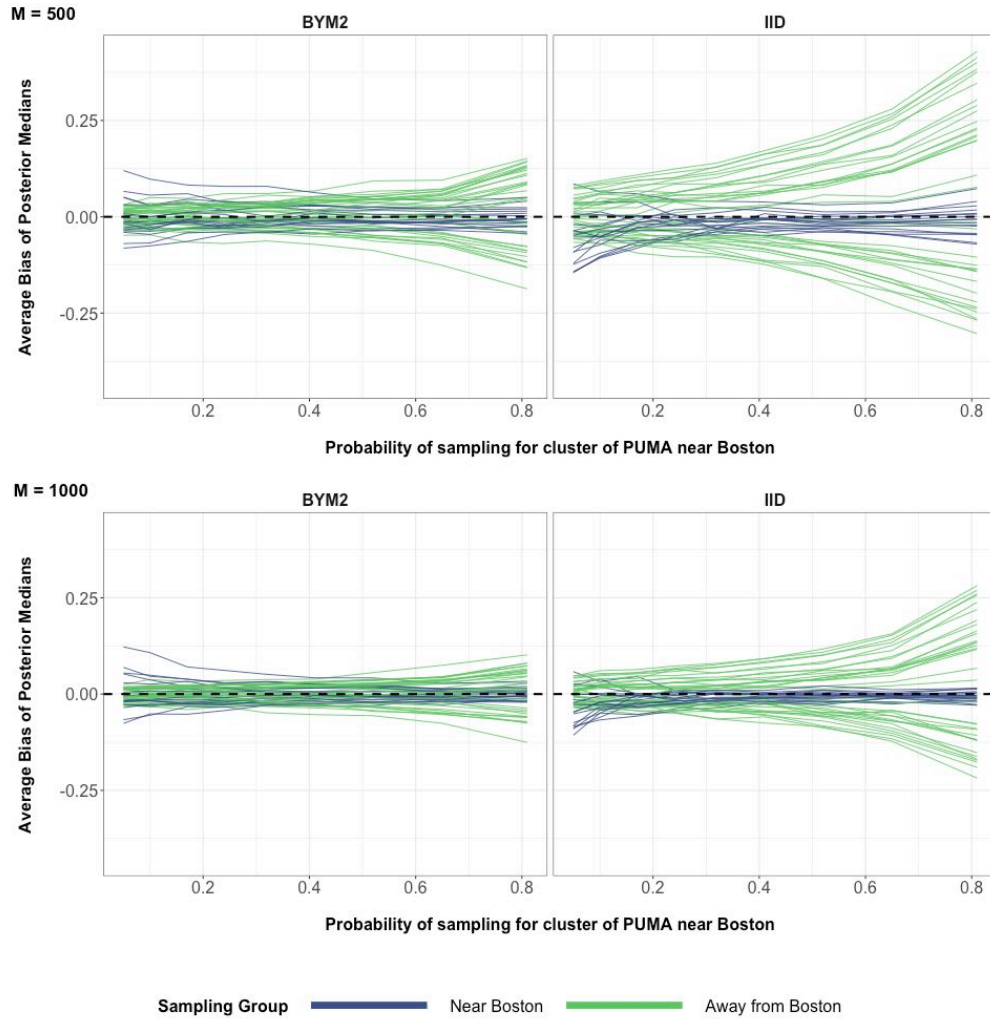 M = 500
BYM2
IID
Average Bias of Posterior Medians
0.25
0.00
-0.25
0.2
0.4
0.6
0.8
0.2
0.4
0.6
0.8
Probability of sampling for cluster of PUMA near Boston
M = 1000
BYM2
IID
Average Bias of Posterior Medians
0.25
0.00
-0.25
0.2
0.4
0.6
0.8
0.2
0.4
0.6
0.8
Probability of sampling for cluster of PUMA near Boston
Sampling Group Near Boston Away from Boston